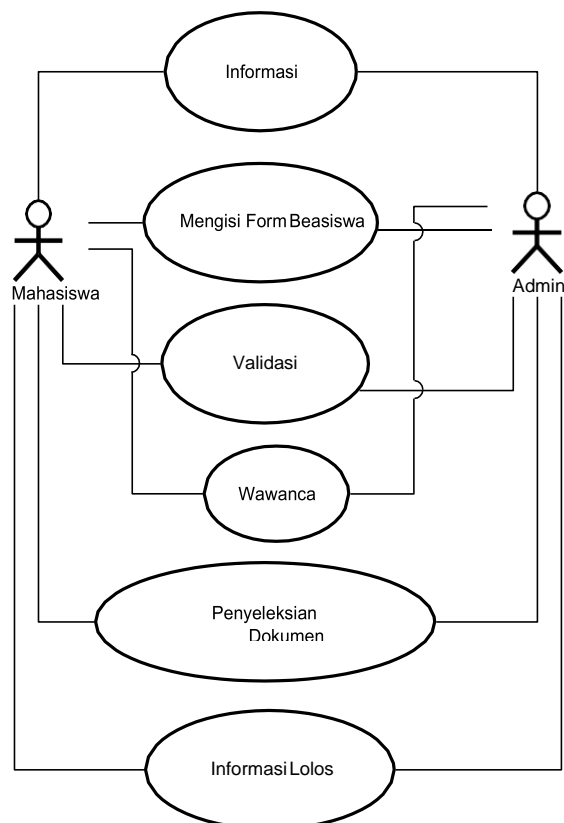 Informasi
Mengisi Form Beasiswa
Mahasiswa
Admin
Validasi
Wawanca
Penyeleksian
Dokumen
Informasi Lolos